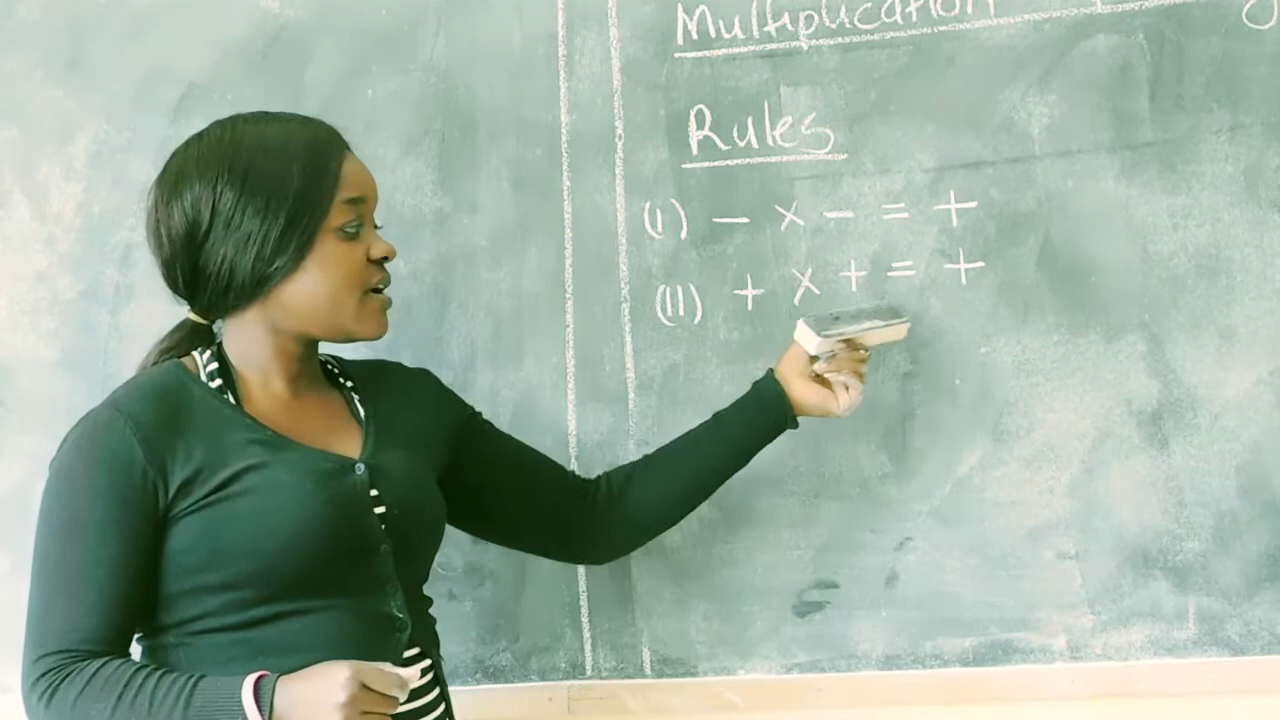 Multiplication
Rules
(I) - x - = +
(II) + x + = +